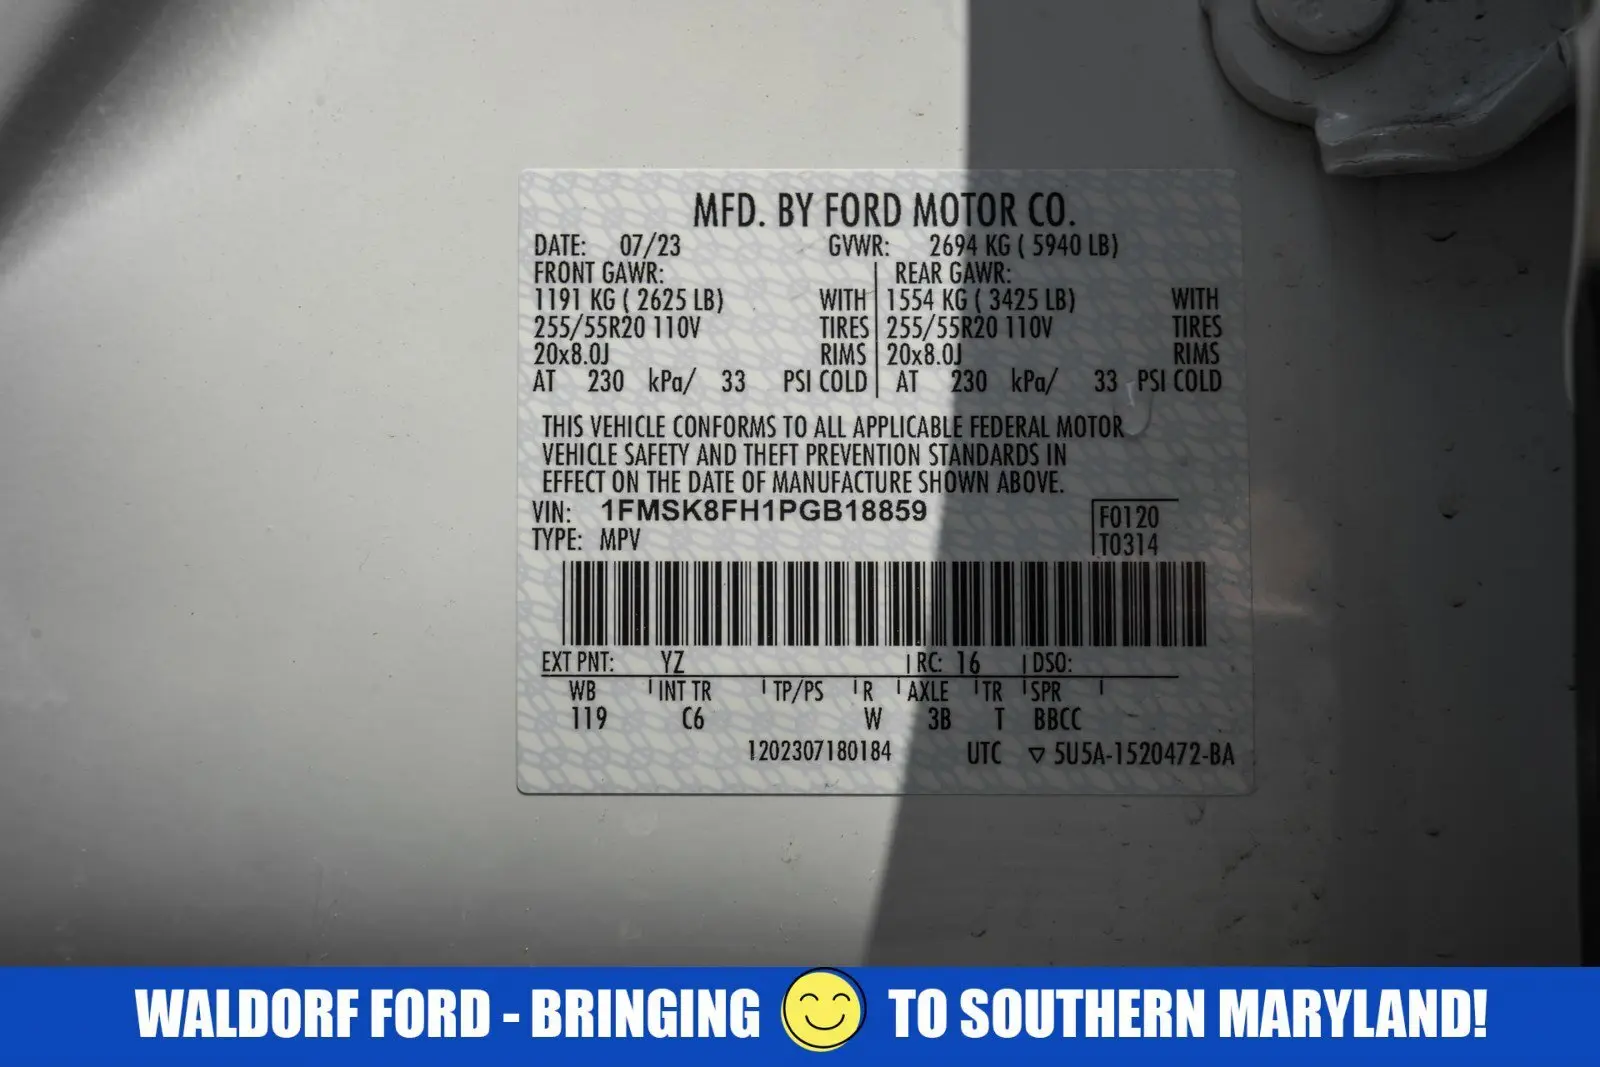 MFD. BY FORD MOTOR CO.
DATE: 07/23 GVWR: 2694 KG ( 5940 LB)
FRONT GAWR: REAR GAWR:
1191 KG ( 2625 LB) WITH 1554 KG ( 3425 LB) WITH
255/55R20 110V TIRES 255/55R20 110V TIRES
20x8.0J RIMS 20x8.0J RIMS
AT 230 kPa/ 33 PSI COLD AT 230 kPa/ 33 PSI COLD
THIS VEHICLE CONFORMS TO ALL APPLICABLE FEDERAL MOTOR
VEHICLE SAFETY AND THEFT PREVENTION STANDARDS IN
EFFECT ON THE DATE OF MANUFACTURE SHOWN ABOVE.
VIN: 1FMSK8FH1PGB18859 F0120
TYPE: MPV T0314
EXT PNT: YZ RC: 16 DSO:
WB INT TR TP/PS R AXLE TR SPR
119 C6 W 3B T BBCC
1202307180184 UTC ▽ 5U5A-1520472-BA
WALDORF FORD - BRINGING TO SOUTHERN MARYLAND!